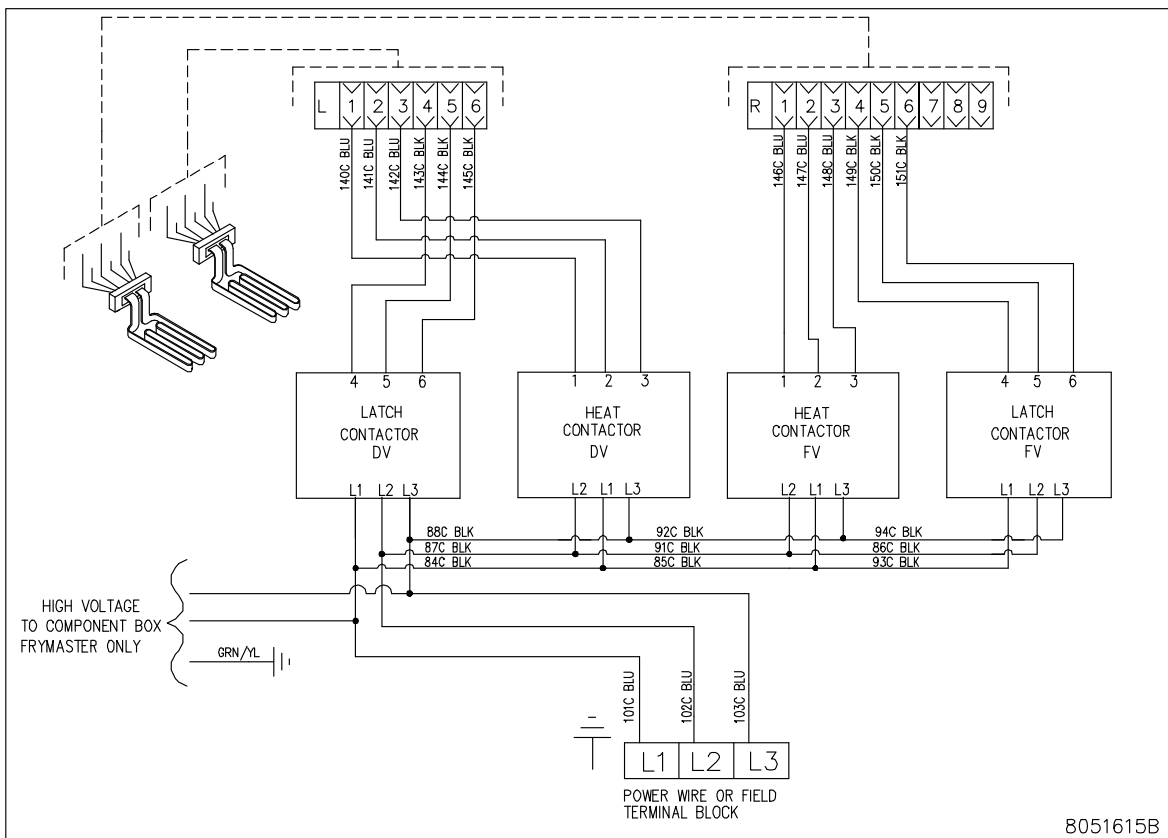 L 1 2 3 4 5 6
R 1 2 3 4 5 6 7 8 9
140C BLU
141C BLU
142C BLU
143C BLK
144C BLK
145C BLK
146C BLU
147C BLU
148C BLU
149C BLK
150C BLK
151C BLK
4 5 6
LATCH
CONTACTOR
DV
L1 L2 L3
1 2 3
HEAT
CONTACTOR
DV
L2 L1 L3
1 2 3
HEAT
CONTACTOR
FV
L2 L1 L3
4 5 6
LATCH
CONTACTOR
FV
L1 L2 L3
88C BLK 92C BLK 94C BLK
87C BLK 91C BLK 86C BLK
84C BLK 85C BLK 93C BLK
HIGH VOLTAGE
TO COMPONENT BOX
FRYMASTER ONLY
GRN/YL
101C BLU
102C BLU
103C BLU
L1 L2 L3
POWER WIRE OR FIELD
TERMINAL BLOCK
8051615B